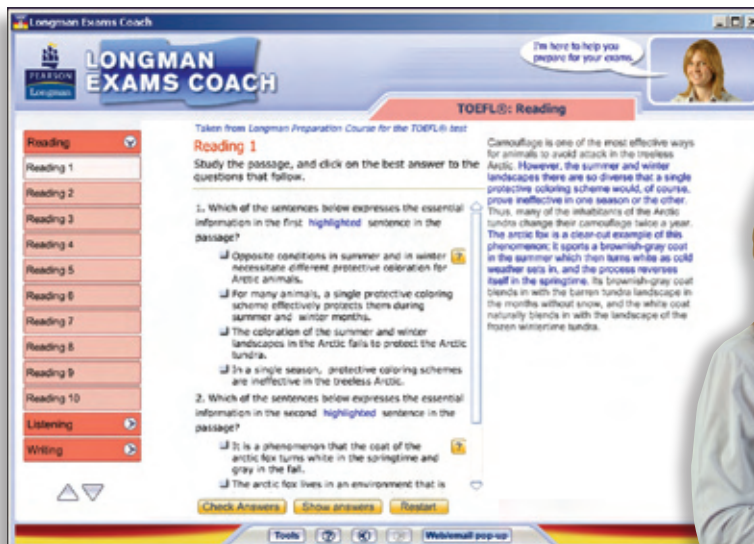 Longman Exams Coach
PEARSON
Longman
LONGMAN
EXAMS COACH
I'm here to help you
prepare for your exams.
TOEFL®: Reading
Reading
Reading 1
Reading 2
Reading 3
Reading 4
Reading 5
Reading 6
Reading 7
Reading 8
Reading 9
Reading 10
Listening
Writing
Taken from Longman Preparation Course for the TOEFL® test
Reading 1
Study the passage, and click on the best answer to the
questions that follow.
1. Which of the sentences below expresses the essential
information in the first highlighted sentence in the
passage?
Opposite conditions in summer and in winter
necessitate different protective coloration for
Arctic animals.
For many animals, a single protective coloring
scheme effectively protects them during
summer and winter months.
The coloration of the summer and winter
landscapes in the Arctic fails to protect the Arctic
tundra.
In a single season, protective coloring schemes
are ineffective in the treeless Arctic.
2. Which of the sentences below expresses the essential
information in the second highlighted sentence in the
passage?
It is a phenomenon that the coat of the
arctic fox turns white in the springtime and
gray in the fall.
The arctic fox lives in an environment that is
Camouflage is one of the most effective ways
for animals to avoid attack in the treeless
Arctic. However, the summer and winter
landscapes there are so diverse that a single
protective coloring scheme would, of course,
prove ineffective in one season or the other.
Thus, many of the inhabitants of the Arctic
tundra change their camouflage twice a year.
The arctic fox is a clear-cut example of this
phenomenon; it sports a brownish-gray coat
in the summer which then turns white as cold
weather sets in, and the process reverses
itself in the springtime. Its brownish-gray coat
blends in with the barren tundra landscape in
the months without snow, and the white coat
naturally blends in with the landscape of the
frozen wintertime tundra.
Check Answers
Show answers
Restart
Tools
?
Web/email pop-up